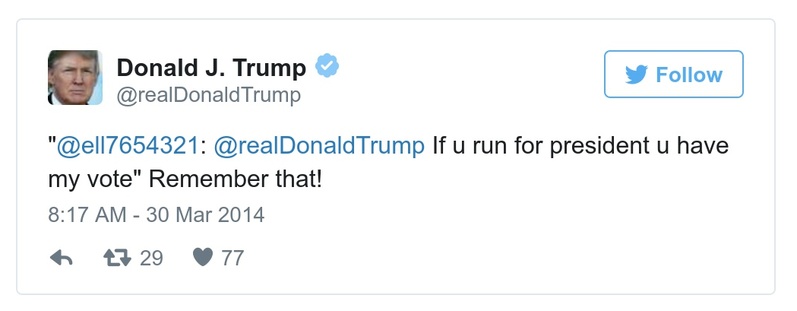 Donald J. Trump
@realDonaldTrump
Follow
"@ell7654321: @realDonaldTrump If u run for president u have
my vote" Remember that!
8:17 AM - 30 Mar 2014
29 77